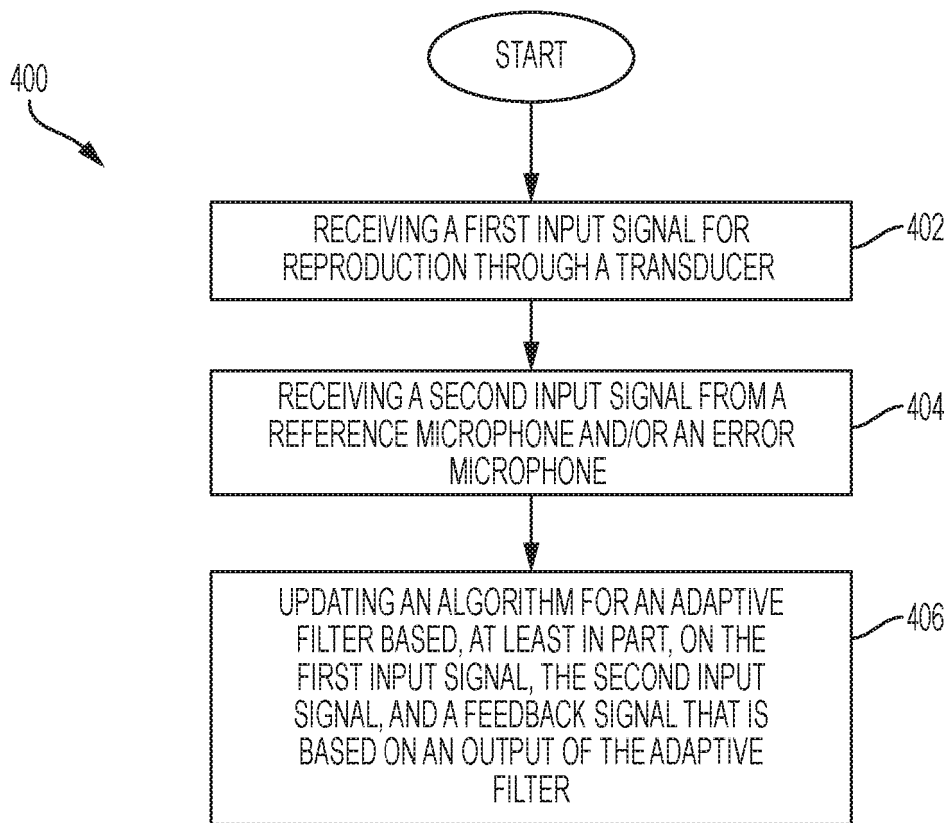 START
400
RECEIVING A FIRST INPUT SIGNAL FOR
REPRODUCTION THROUGH A TRANSDUCER
402
RECEIVING A SECOND INPUT SIGNAL FROM A
REFERENCE MICROPHONE AND/OR AN ERROR
MICROPHONE
404
UPDATING AN ALGORITHM FOR AN ADAPTIVE
FILTER BASED, AT LEAST IN PART, ON THE
FIRST INPUT SIGNAL, THE SECOND INPUT
SIGNAL, AND A FEEDBACK SIGNAL THAT IS
BASED ON AN OUTPUT OF THE ADAPTIVE
FILTER
406